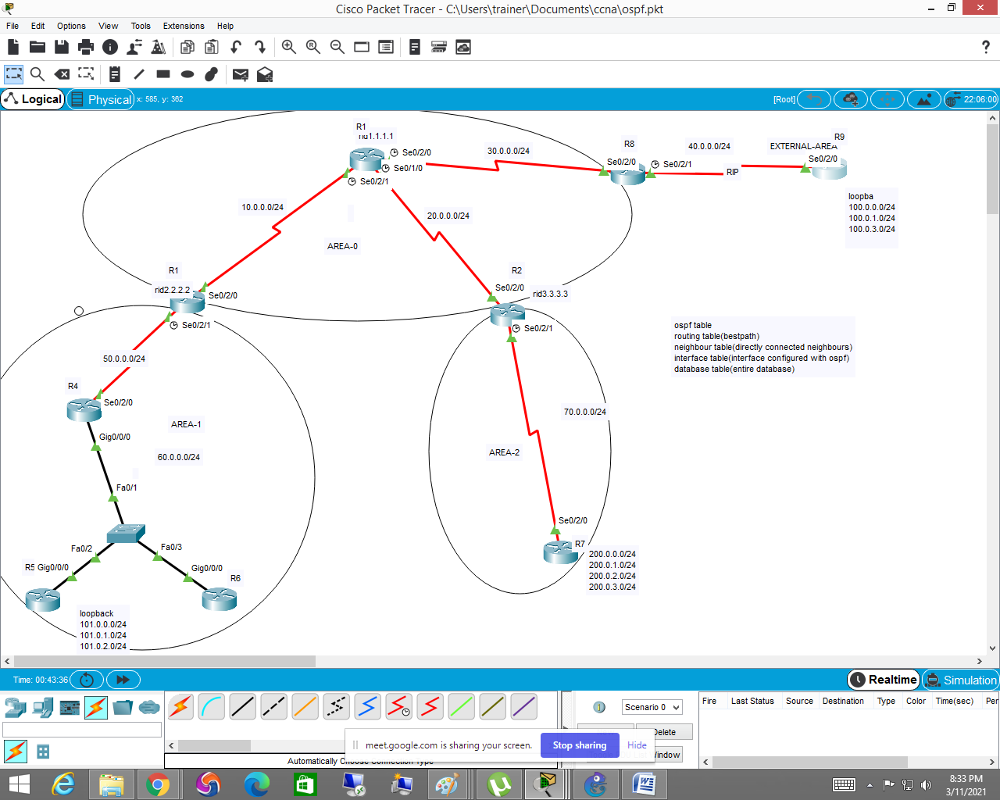 Cisco Packet Tracer - C:\Users\trainer\Documents\ccna\ospf.pkt
File Edit Options View Tools Extensions Help
?
Logical Physical x: 585, y: 362 [Root] 22:06:00
R1
rid1.1.1.1
Se0/2/0
Se0/1/0
Se0/2/1
30.0.0.0/24
R8
Se0/2/0
Se0/2/1
40.0.0.0/24
RIP
EXTERNAL-AREA
R9
Se0/2/0
loopba
100.0.0.0/24
100.0.1.0/24
100.0.3.0/24
10.0.0.0/24
20.0.0.0/24
AREA-0
R1
rid2.2.2.2
Se0/2/0
Se0/2/1
R2
Se0/2/0
rid3.3.3.3
Se0/2/1
ospf table
routing table(bestpath)
neighbour table(directly connected neighbours)
interface table(interface configured with ospf)
database table(entire database)
50.0.0.0/24
R4
Se0/2/0
Gig0/0/0
AREA-1
60.0.0.0/24
Fa0/1
Fa0/2
Fa0/3
R5 Gig0/0/0
Gig0/0/0
R6
loopback
101.0.0.0/24
101.0.1.0/24
101.0.2.0/24
70.0.0.0/24
AREA-2
Se0/2/0
R7
200.0.0.0/24
200.0.1.0/24
200.0.2.0/24
200.0.3.0/24
Time: 00:43:36
Realtime Simulation
Scenario 0
Fire Last Status Source Destination Type Color Time(sec) Per
Delete
Window
meet.google.com is sharing your screen. Stop sharing Hide
Automatically Choose Connection Type
8:33 PM
3/11/2021